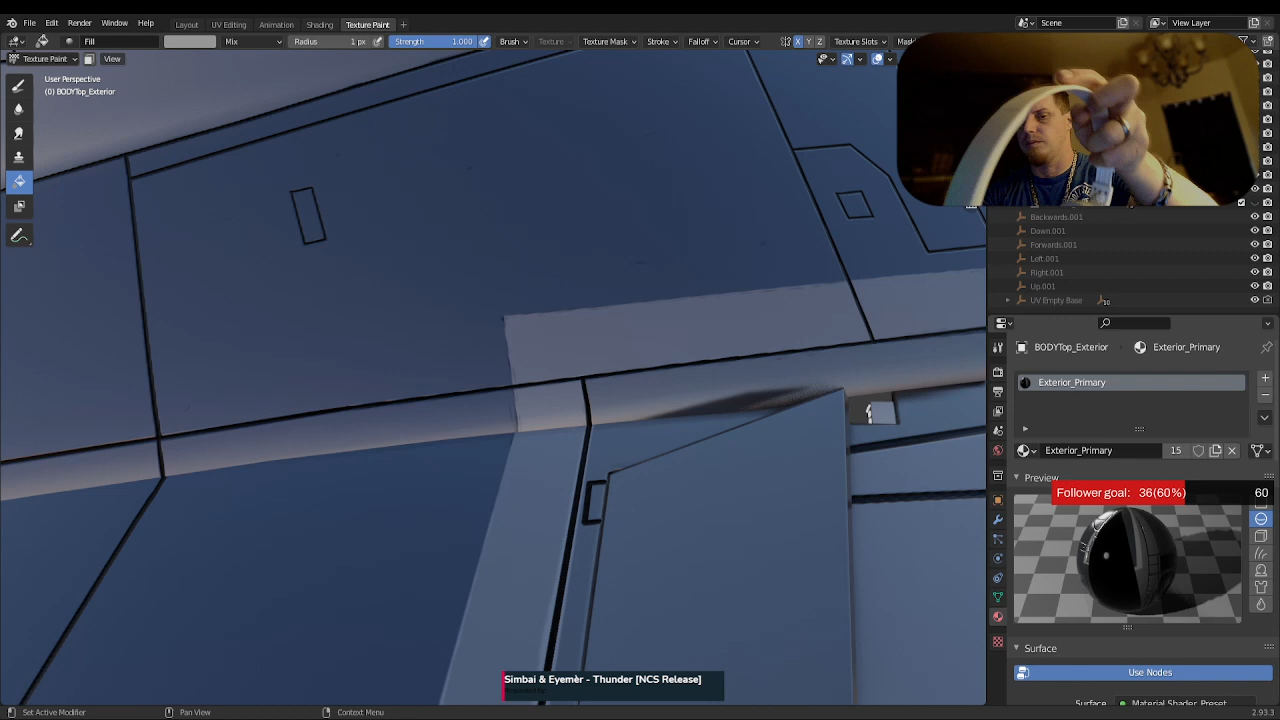 File Edit Render Window Help Layout UV Editing Animation Shading Texture Paint + Scene View Layer
Fill Mix Radius 1 px Strength 1.000 Brush Texture Texture Mask Stroke Falloff Cursor X Y Z Texture Slots Mask
Texture Paint View
User Perspective
(0) BODYTop_Exterior
Backwards.001
Down.001
Forwards.001
Left.001
Right.001
Up.001
UV Empty Base 10
BODYTop_Exterior Exterior_Primary
Exterior_Primary
Exterior_Primary 15
Preview
Follower goal: 36(60%) 60
Surface
Use Nodes
Surface Material Shader_Preset
Simbai & Eyemèr - Thunder [NCS Release]
Set Active Modifier Pan View Context Menu 2.93.3